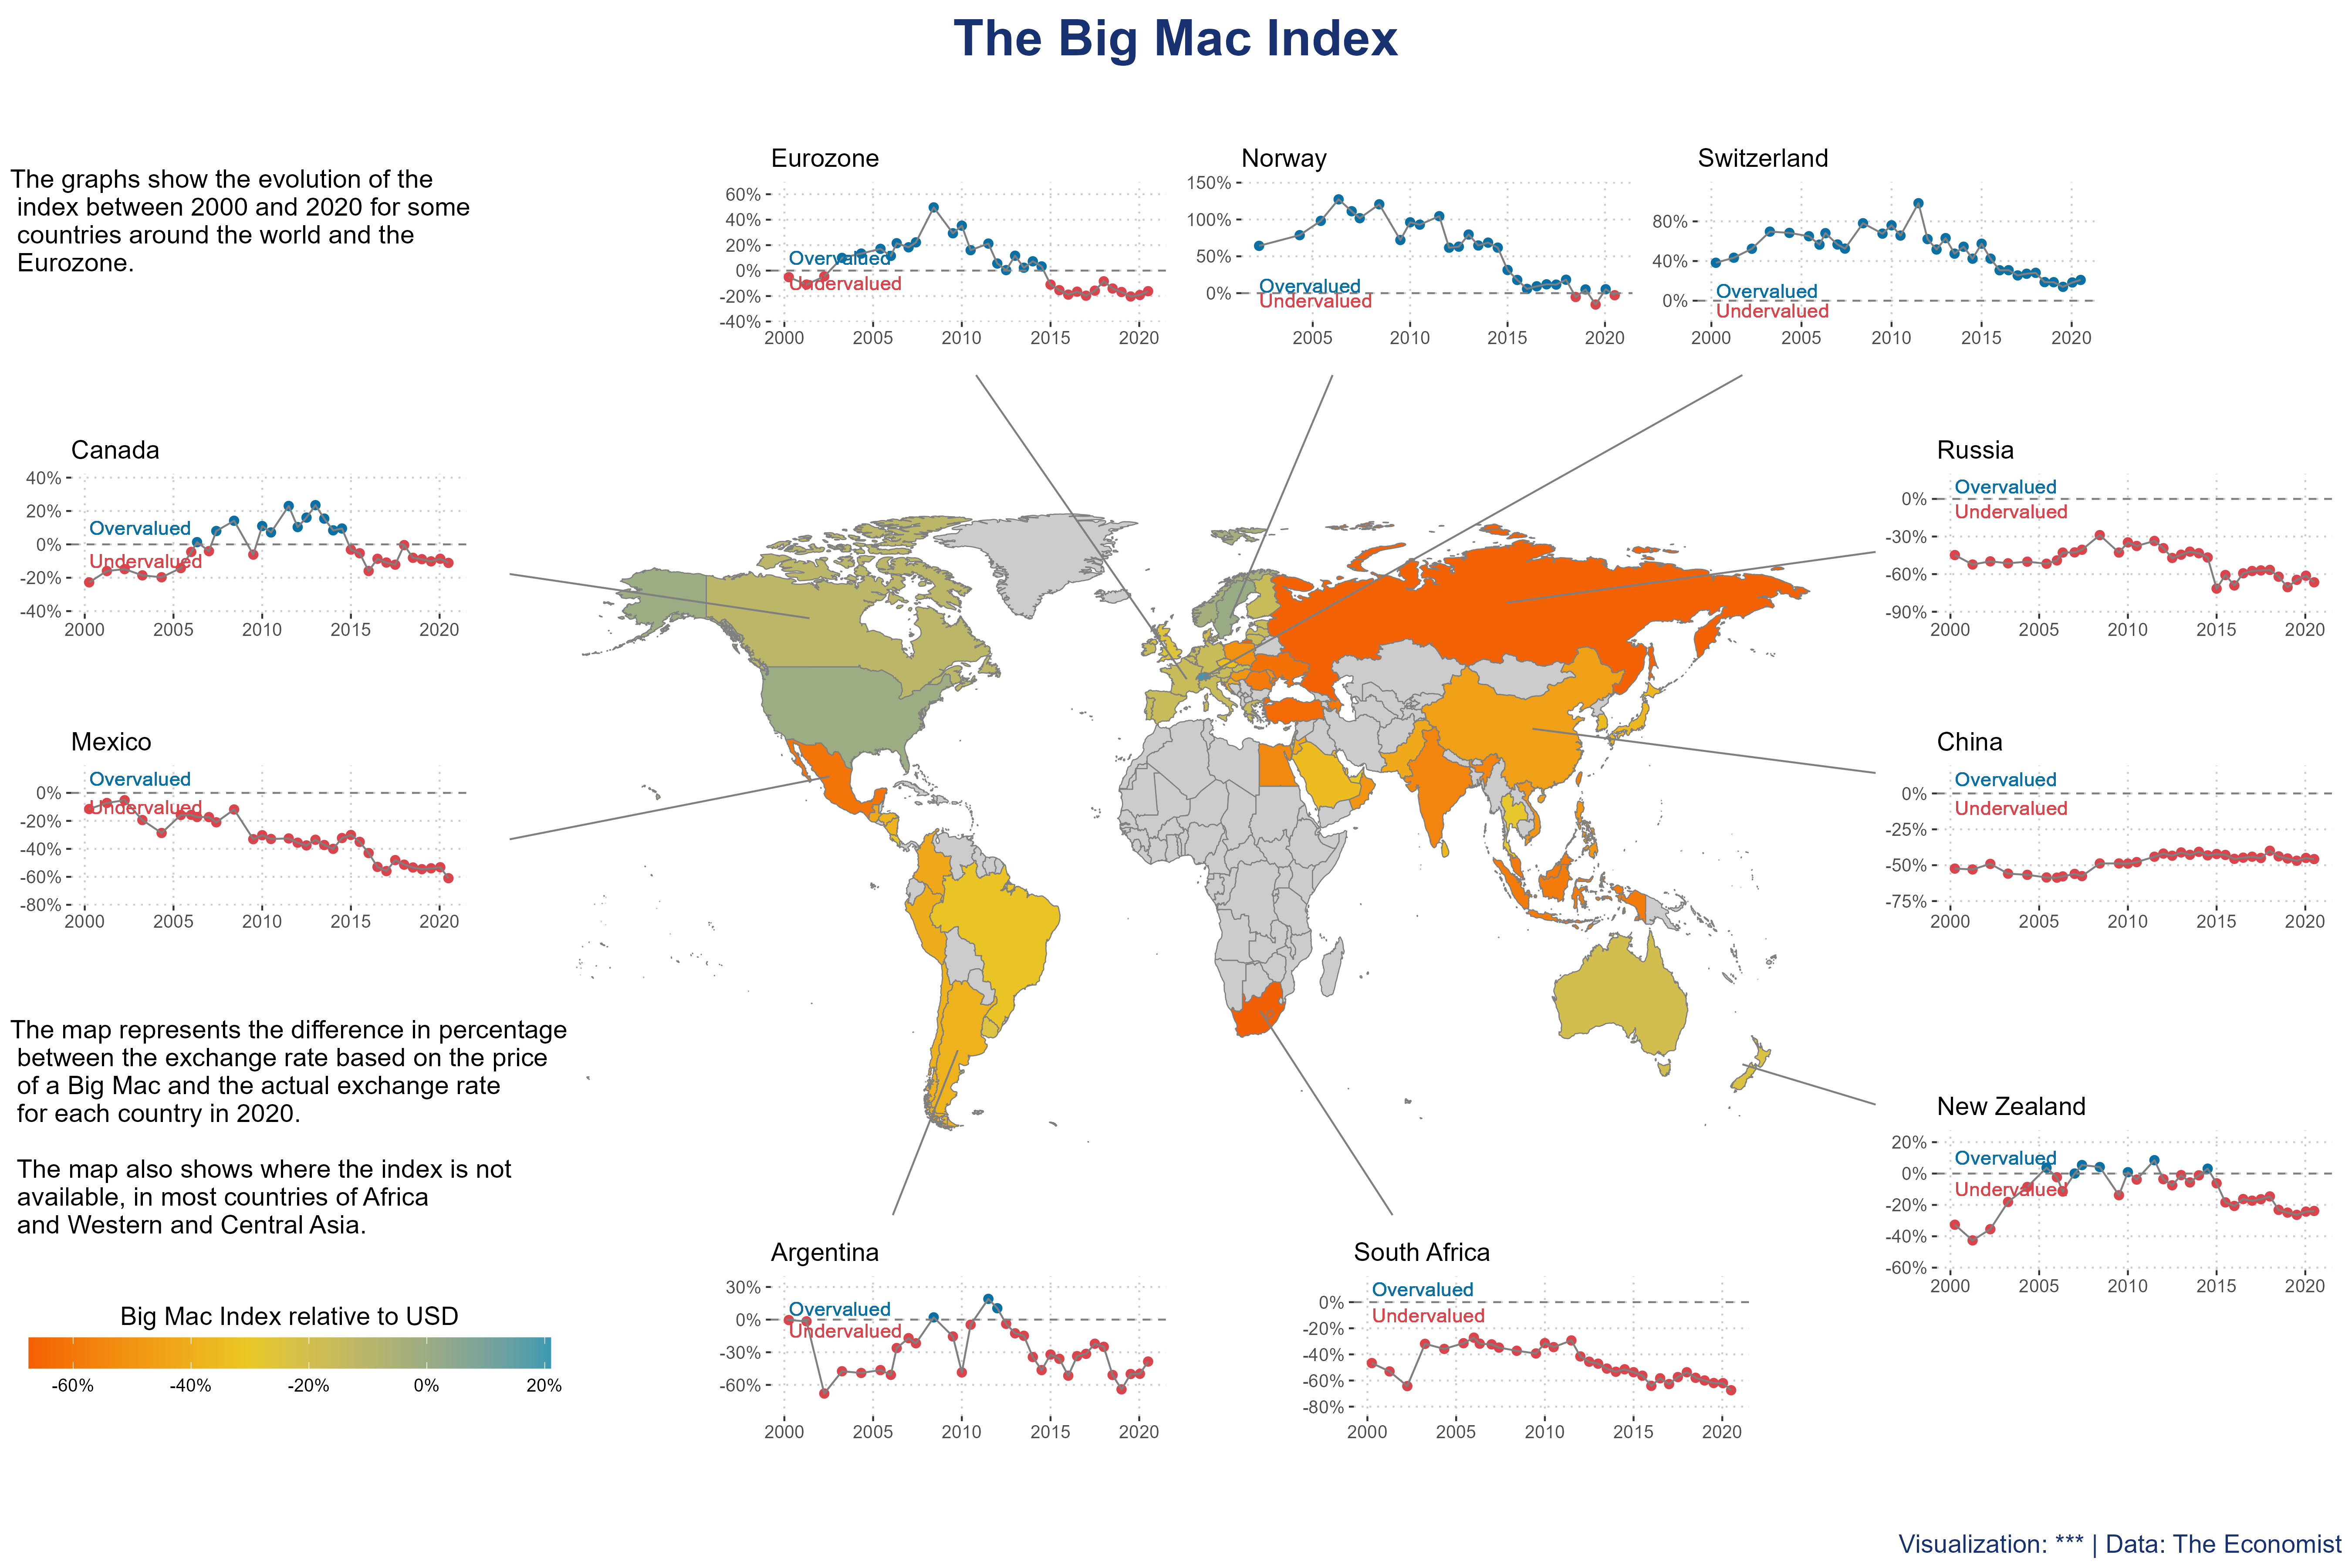 The Big Mac Index
The graphs show the evolution of the
index between 2000 and 2020 for some
countries around the world and the
Eurozone.
Eurozone
60%
40%
20%
0%
-20%
-40%
Overvalued
Undervalued
2000 2005 2010 2015 2020
Norway
150%
100%
50%
0%
Overvalued
Undervalued
2005 2010 2015 2020
Switzerland
80%
40%
0%
Overvalued
Undervalued
2000 2005 2010 2015 2020
Canada
40%
20%
0%
-20%
-40%
Overvalued
Undervalued
2000 2005 2010 2015 2020
Russia
0%
-30%
-60%
-90%
Overvalued
Undervalued
2000 2005 2010 2015 2020
Mexico
0%
-20%
-40%
-60%
-80%
Overvalued
Undervalued
2000 2005 2010 2015 2020
China
0%
-25%
-50%
-75%
Overvalued
Undervalued
2000 2005 2010 2015 2020
The map represents the difference in percentage
between the exchange rate based on the price
of a Big Mac and the actual exchange rate
for each country in 2020.
The map also shows where the index is not
available, in most countries of Africa
and Western and Central Asia.
New Zealand
20%
0%
-20%
-40%
-60%
Overvalued
Undervalued
2000 2005 2010 2015 2020
Argentina
30%
0%
-30%
-60%
Overvalued
Undervalued
2000 2005 2010 2015 2020
South Africa
0%
-20%
-40%
-60%
-80%
Overvalued
Undervalued
2000 2005 2010 2015 2020
Big Mac Index relative to USD
-60% -40% -20% 0% 20%
Visualization: *** | Data: The Economist